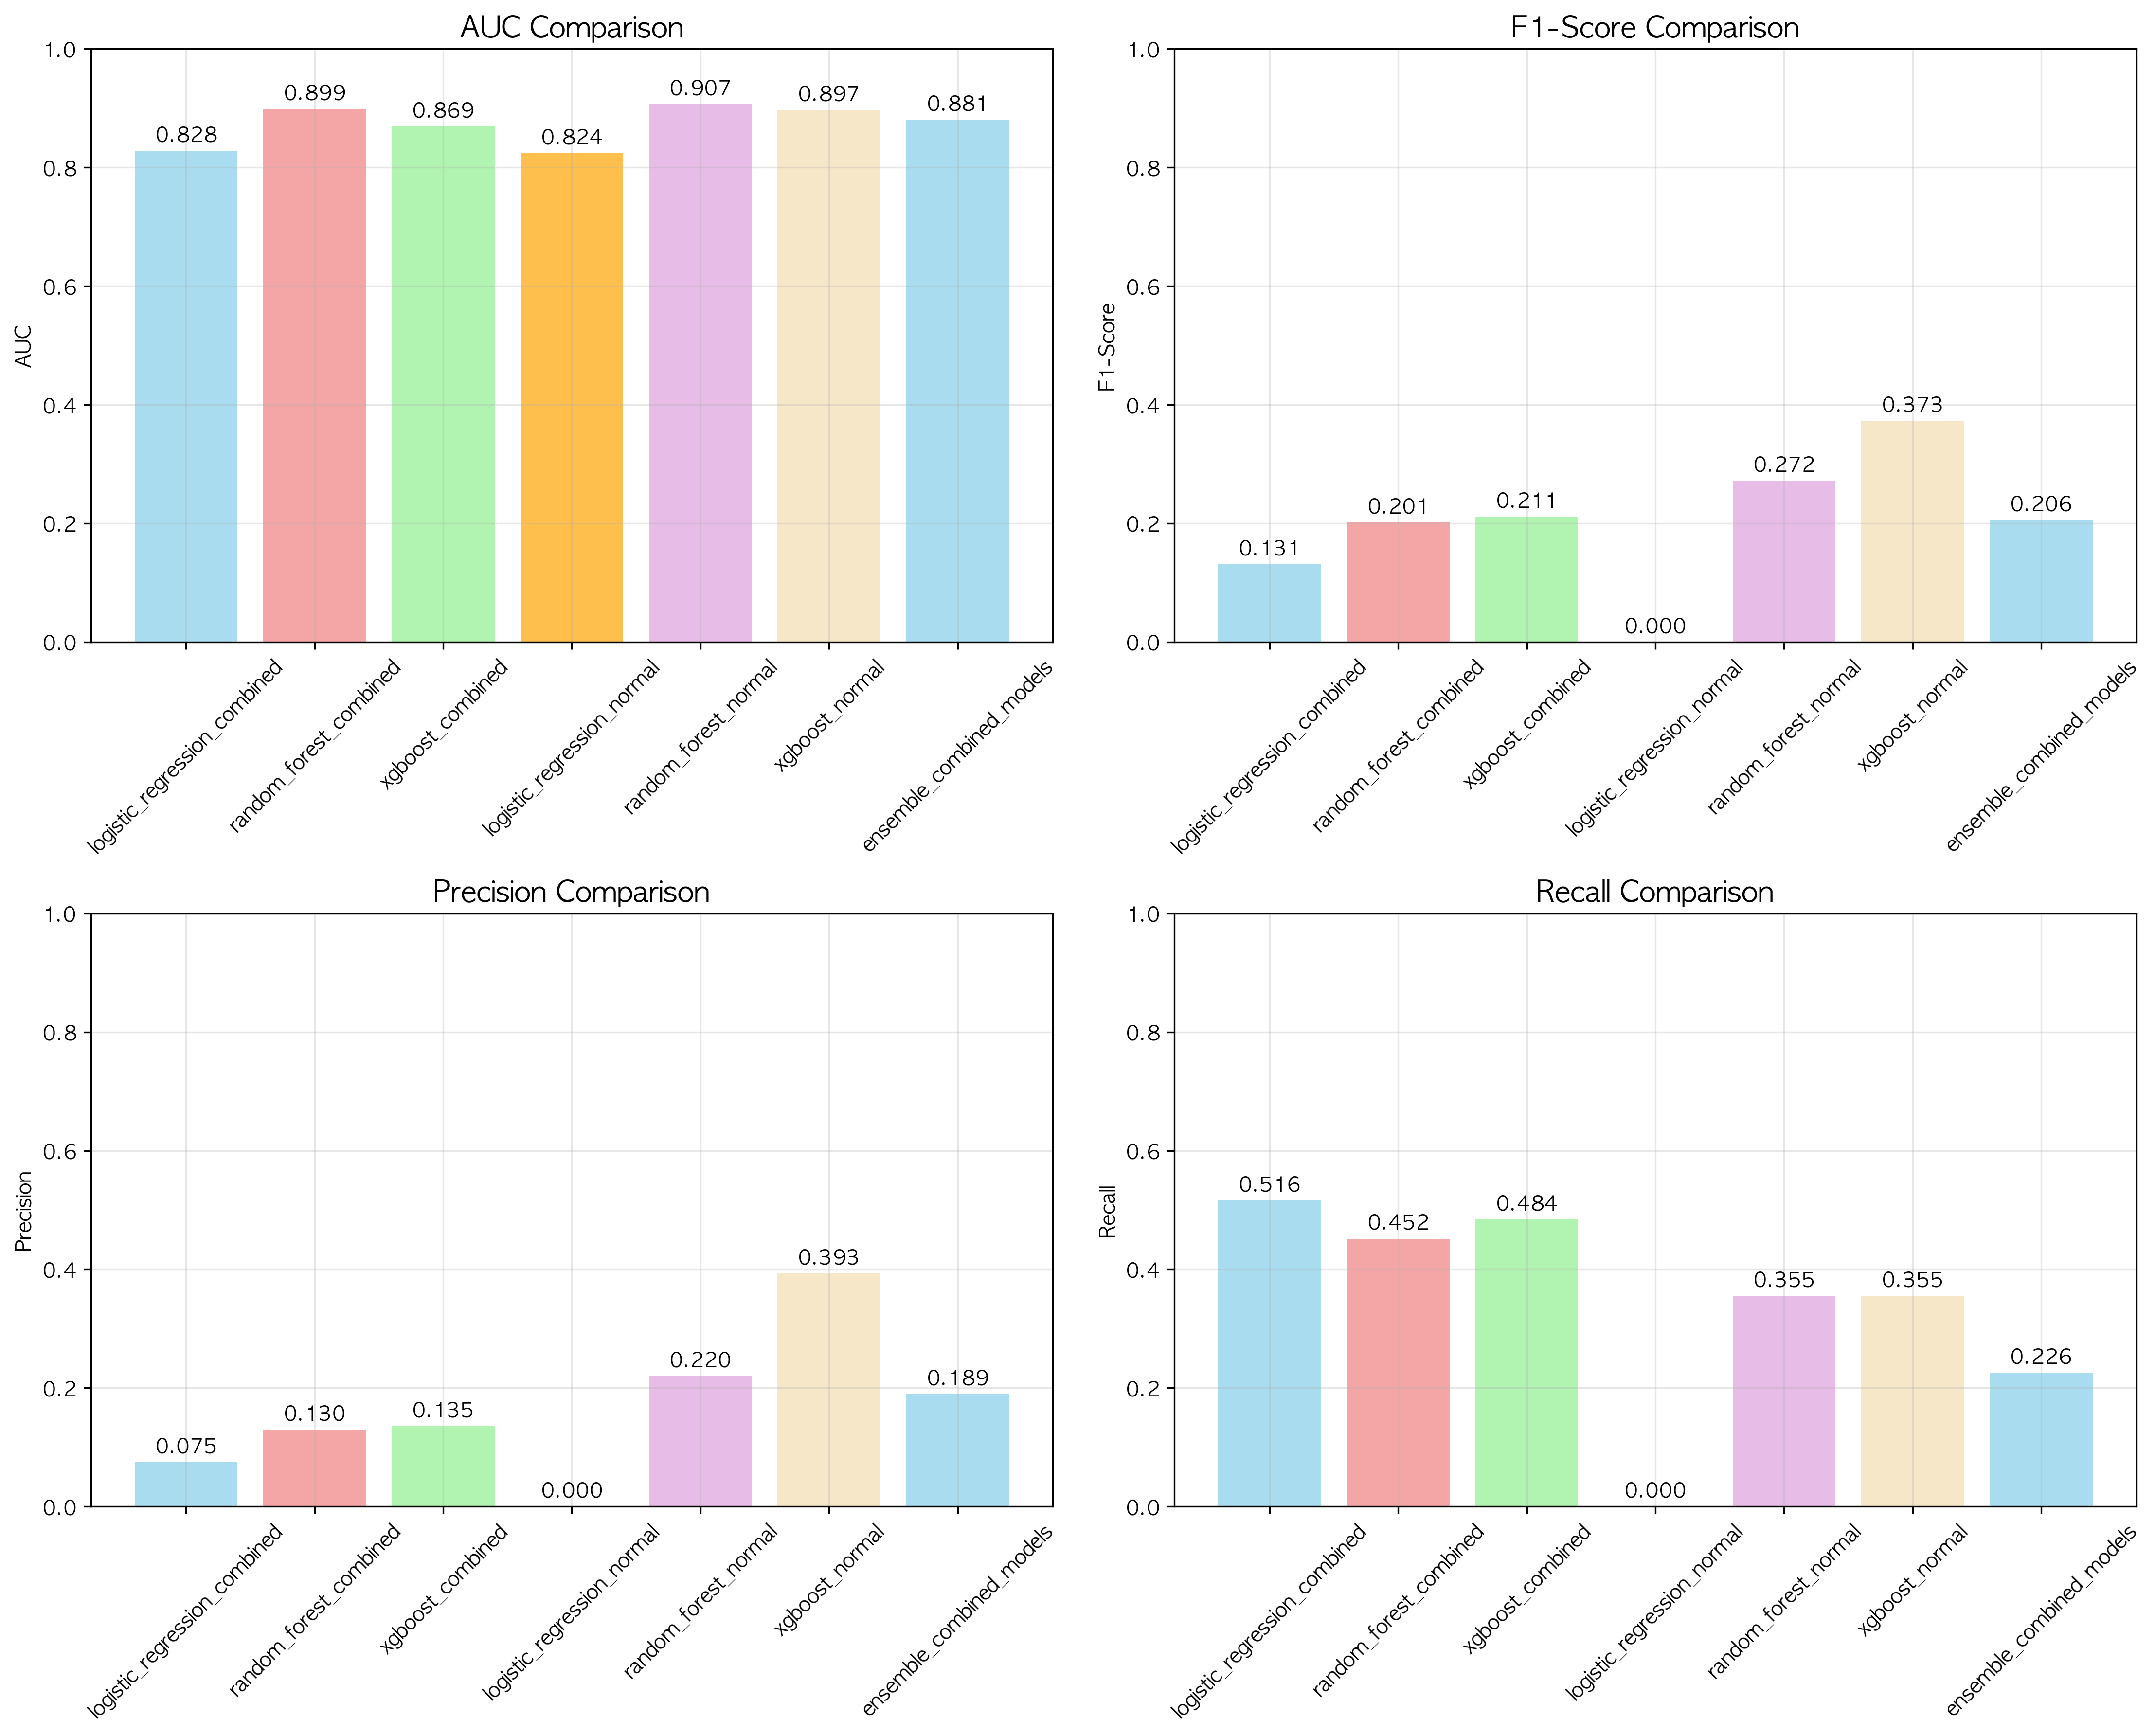 AUC Comparison
AUC
1.0
0.8
0.6
0.4
0.2
0.0
0.828
0.899
0.869
0.824
0.907
0.897
0.881
logistic_regression_combined
random_forest_combined
xgboost_combined
logistic_regression_normal
random_forest_normal
xgboost_normal
ensemble_combined_models
F1-Score Comparison
F1-Score
1.0
0.8
0.6
0.4
0.2
0.0
0.131
0.201
0.211
0.000
0.272
0.373
0.206
logistic_regression_combined
random_forest_combined
xgboost_combined
logistic_regression_normal
random_forest_normal
xgboost_normal
ensemble_combined_models
Precision Comparison
Precision
1.0
0.8
0.6
0.4
0.2
0.0
0.075
0.130
0.135
0.000
0.220
0.393
0.189
logistic_regression_combined
random_forest_combined
xgboost_combined
logistic_regression_normal
random_forest_normal
xgboost_normal
ensemble_combined_models
Recall Comparison
Recall
1.0
0.8
0.6
0.4
0.2
0.0
0.516
0.452
0.484
0.000
0.355
0.355
0.226
logistic_regression_combined
random_forest_combined
xgboost_combined
logistic_regression_normal
random_forest_normal
xgboost_normal
ensemble_combined_models